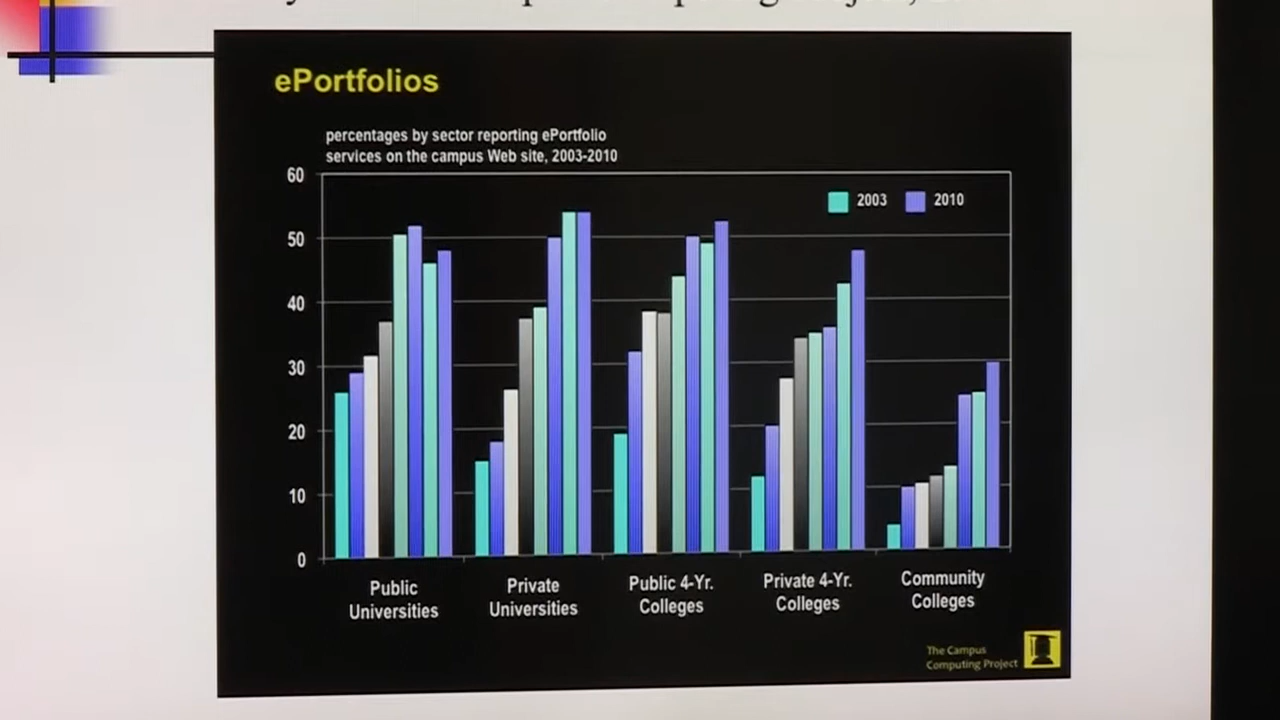 ePortfolios
percentages by sector reporting ePortfolio
services on the campus Web site, 2003-2010
60
2003 2010
50
40
30
20
10
0
Public
Universities
Private
Universities
Public 4-Yr.
Colleges
Private 4-Yr.
Colleges
Community
Colleges
The Campus
Computing Project